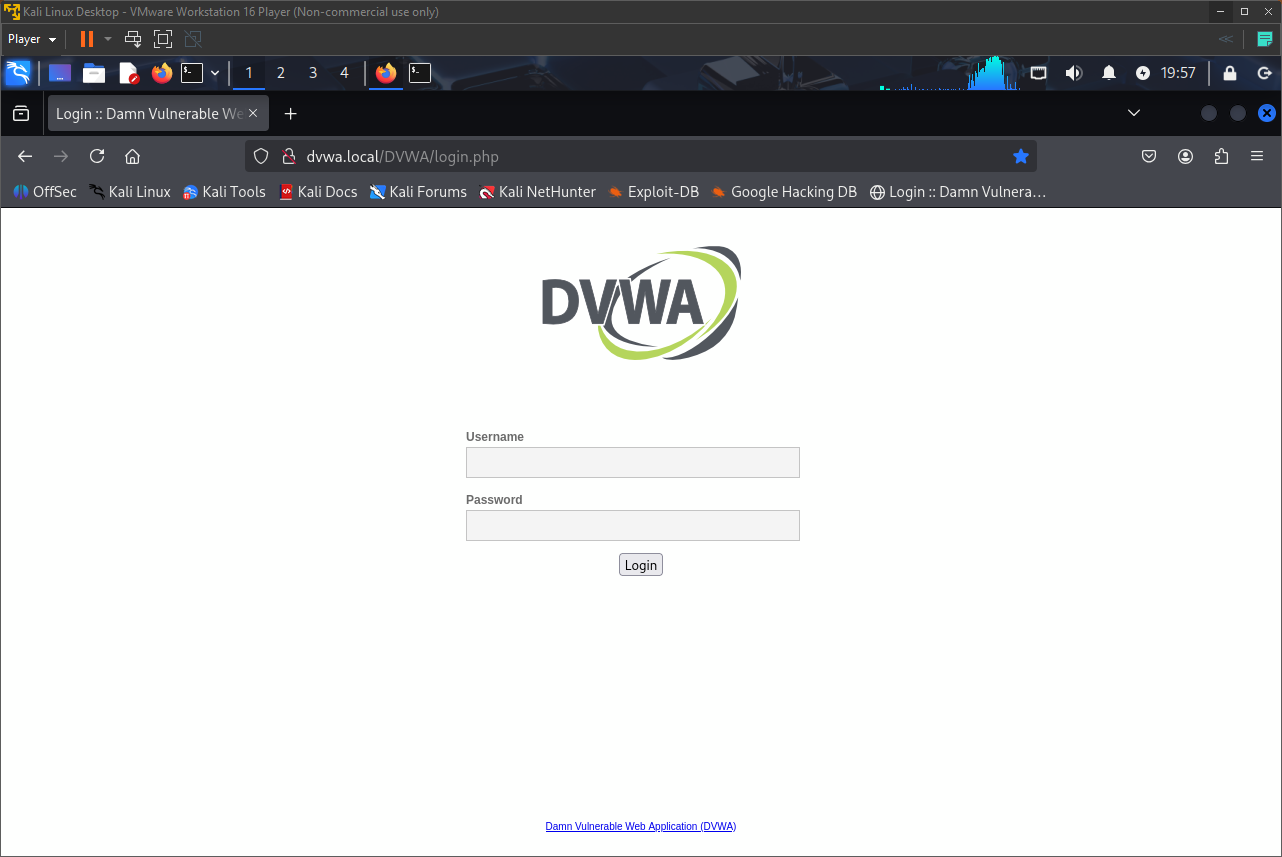 Kali Linux Desktop - VMware Workstation 16 Player (Non-commercial use only)
Player
1 2 3 4 19:57
Login :: Damn Vulnerable We
dvwa.local/DVWA/login.php
OffSec Kali Linux Kali Tools Kali Docs Kali Forums Kali NetHunter Exploit-DB Google Hacking DB Login :: Damn Vulnera…
DVWA
Username
Password
Login
Damn Vulnerable Web Application (DVWA)